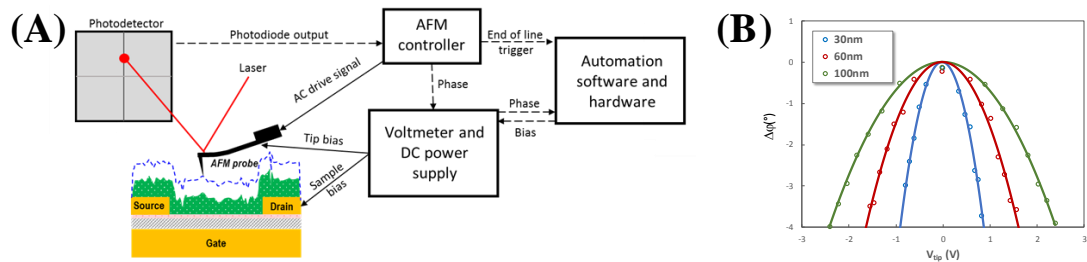 (A)
Photodetector
Photodiode output
AFM
controller
End of line
trigger
Automation
software and
hardware
Laser
AC drive signal
Phase
Phase
Bias
Voltmeter and
DC power
supply
Tip bias
AFM probe
Sample
bias
Source
Drain
Gate
(B)
1
0
-1
-2
-3
-4
Δφ(°)
30nm
60nm
100nm
-3 -2 -1 0 1 2 3
Vtip (V)